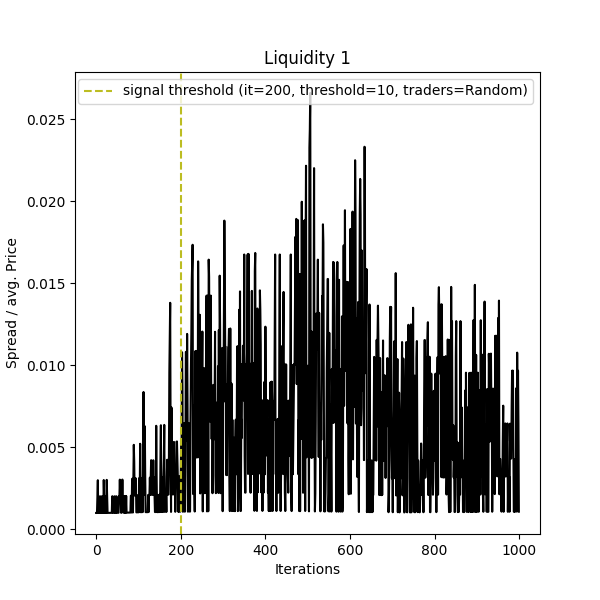 Liquidity 1
signal threshold (it=200, threshold=10, traders=Random)
0.025
0.020
0.015
0.010
0.005
0.000
Spread / avg. Price
0 200 400 600 800 1000
Iterations